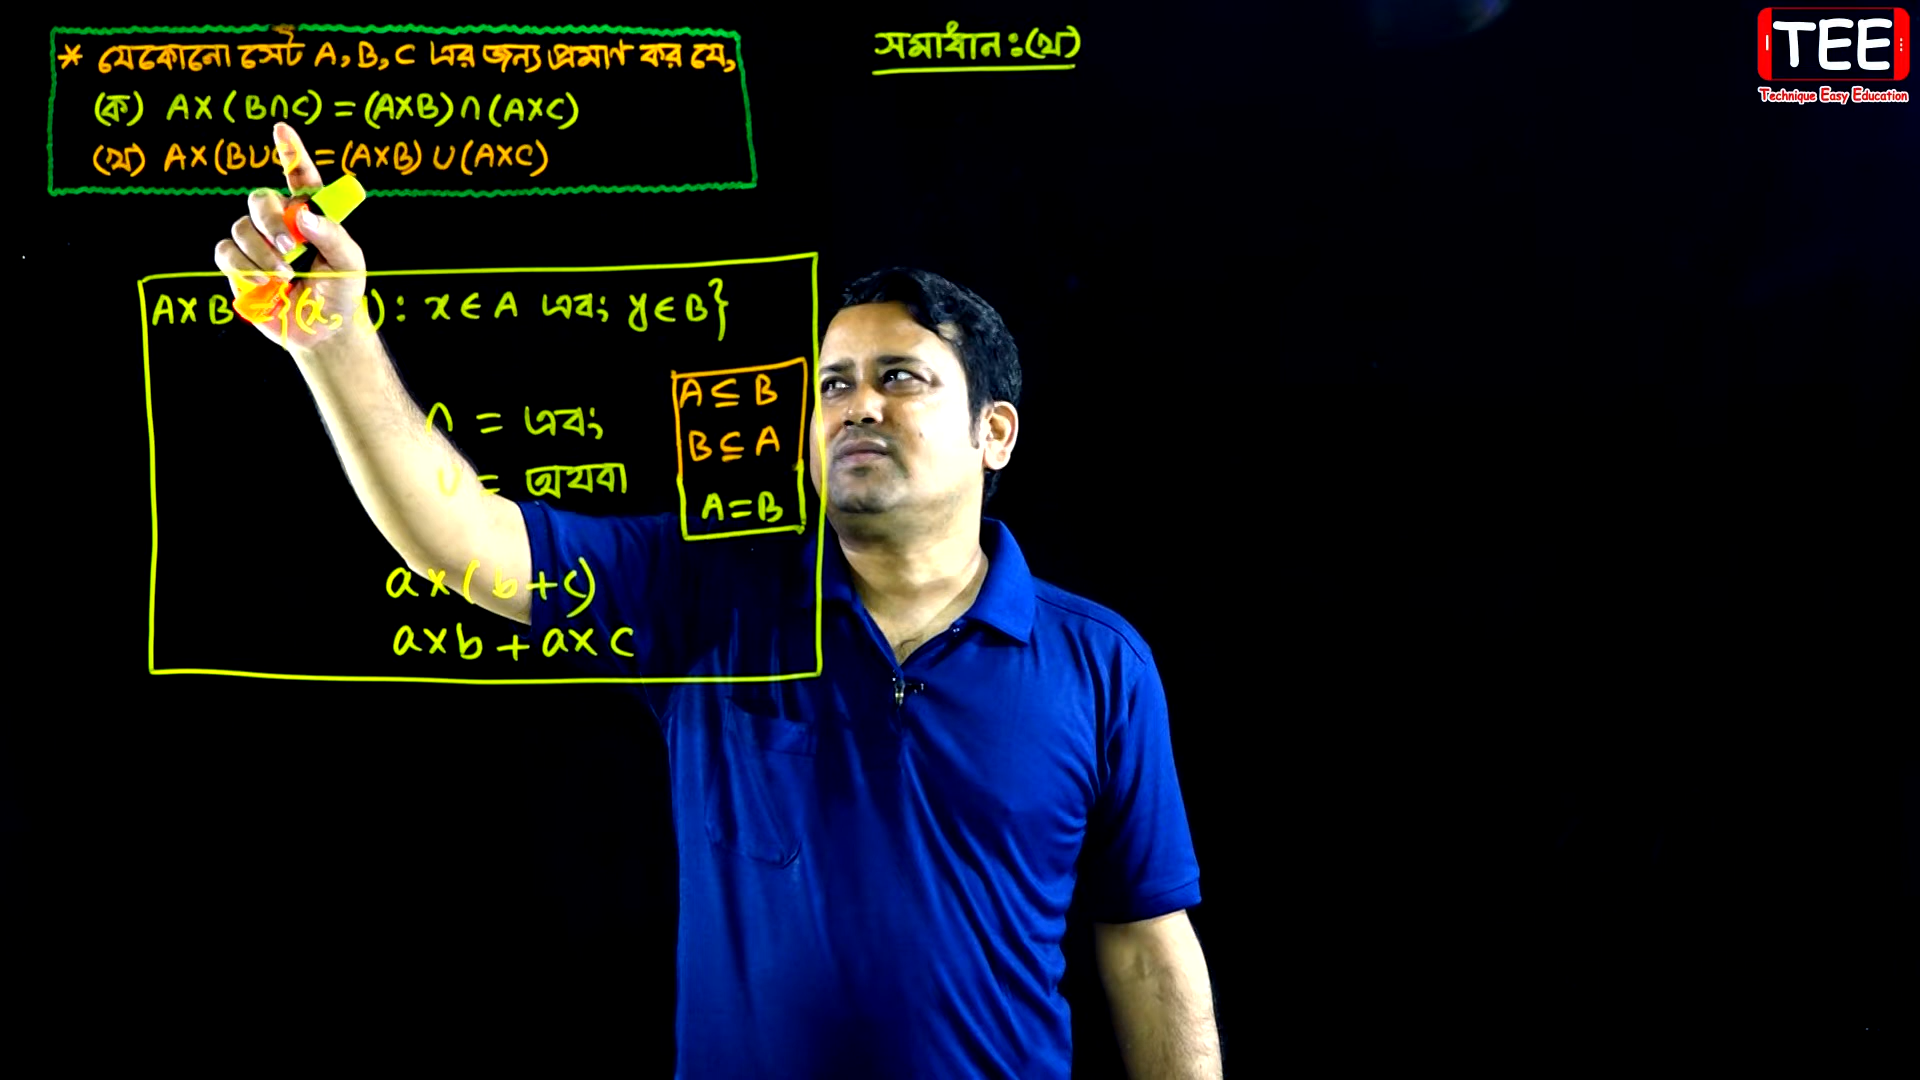 * যেকোনো সেট A, B, C এর জন্য প্রমাণ কর যে,
(ক) A×(B∩C) = (A×B)∩(A×C)
(খ) A×(B∪C) = (A×B)∪(A×C)
সমাধান: (খ)
TEE
Technique Easy Education
A×B = {(x, y): x∈A এবং y∈B}
∩ = এবং
∪ = অথবা
A⊆B
B⊆A
A=B
a×(b+c)
a×b+a×c